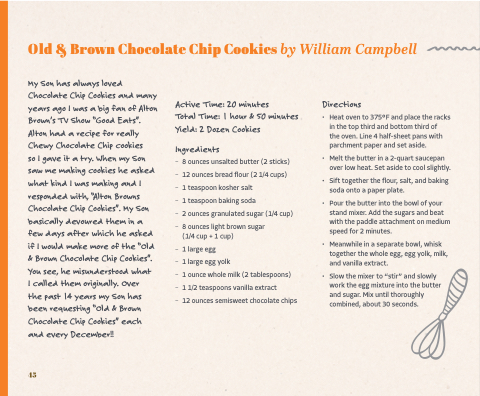 Old & Brown Chocolate Chip Cookies by William Campbell
My Son has always loved
Chocolate Chip Cookies and many
years ago I was a big fan of Alton
Brown's TV Show "Good Eats".
Alton had a recipe for really
Chewy Chocolate Chip cookies
so I gave it a try. When my Son
saw me making cookies he asked
what kind I was making and I
responded with, "Alton Browns
Chocolate Chip Cookies". My Son
basically devoured them in a
few days after which he asked
if I would make more of the "Old
& Brown Chocolate Chip Cookies".
You see, he misunderstood what
I called them originally. Over
the past 14 years my Son has
been requesting "Old & Brown
Chocolate Chip Cookies" each
and every December!!
Active Time: 20 minutes
Total Time: 1 hour & 50 minutes
Yield: 2 Dozen Cookies
Ingredients
- 8 ounces unsalted butter (2 sticks)
- 12 ounces bread flour (2 1/4 cups)
- 1 teaspoon kosher salt
- 1 teaspoon baking soda
- 2 ounces granulated sugar (1/4 cup)
- 8 ounces light brown sugar
(1/4 cup + 1 cup)
- 1 large egg
- 1 large egg yolk
- 1 ounce whole milk (2 tablespoons)
- 1 1/2 teaspoons vanilla extract
- 12 ounces semisweet chocolate chips
Directions
• Heat oven to 375°F and place the racks
in the top third and bottom third of
the oven. Line 4 half-sheet pans with
parchment paper and set aside.
• Melt the butter in a 2-quart saucepan
over low heat. Set aside to cool slightly.
• Sift together the flour, salt, and baking
soda onto a paper plate.
• Pour the butter into the bowl of your
stand mixer. Add the sugars and beat
with the paddle attachment on medium
speed for 2 minutes.
• Meanwhile in a separate bowl, whisk
together the whole egg, egg yolk, milk,
and vanilla extract.
• Slow the mixer to "stir" and slowly
work the egg mixture into the butter
and sugar. Mix until thoroughly
combined, about 30 seconds.
45